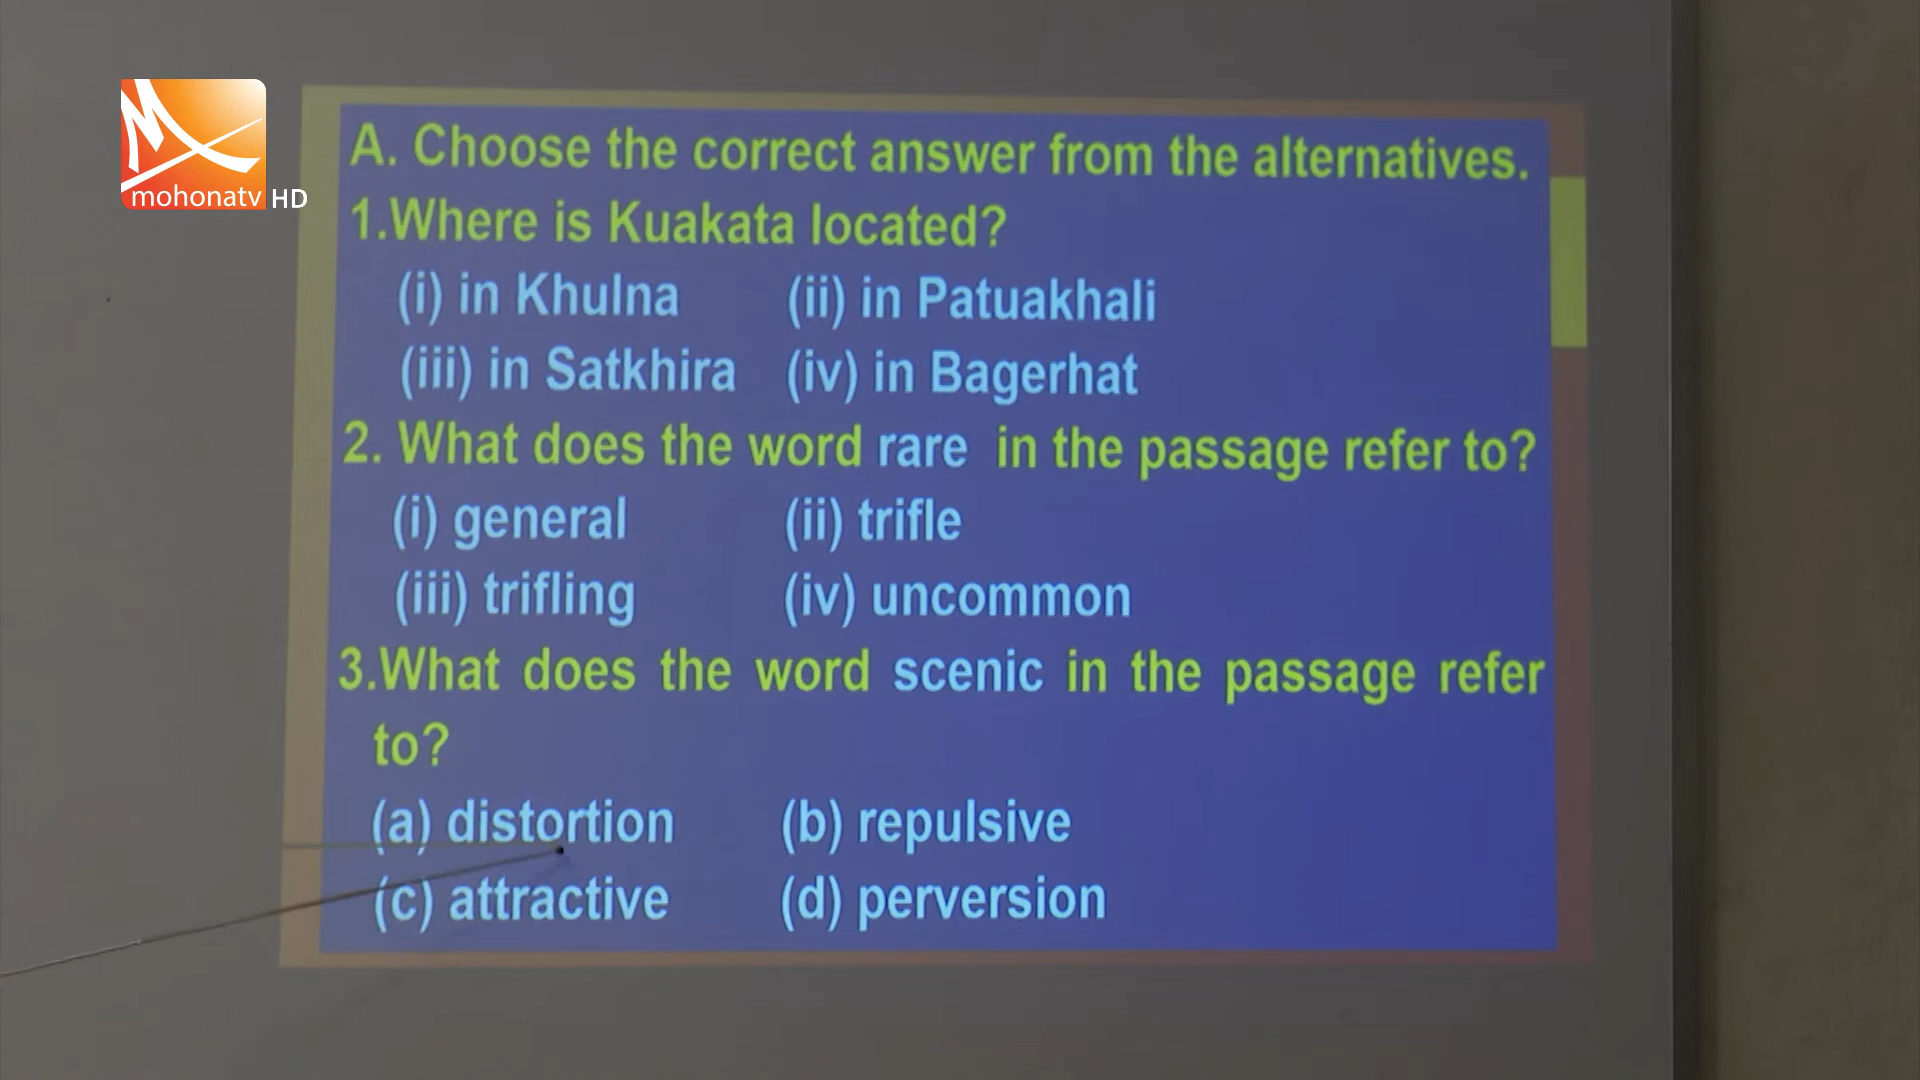 mohonatv HD
A. Choose the correct answer from the alternatives.
1.Where is Kuakata located?
(i) in Khulna (ii) in Patuakhali
(iii) in Satkhira (iv) in Bagerhat
2. What does the word rare in the passage refer to?
(i) general (ii) trifle
(iii) trifling (iv) uncommon
3.What does the word scenic in the passage refer
to?
(a) distortion (b) repulsive
(c) attractive (d) perversion